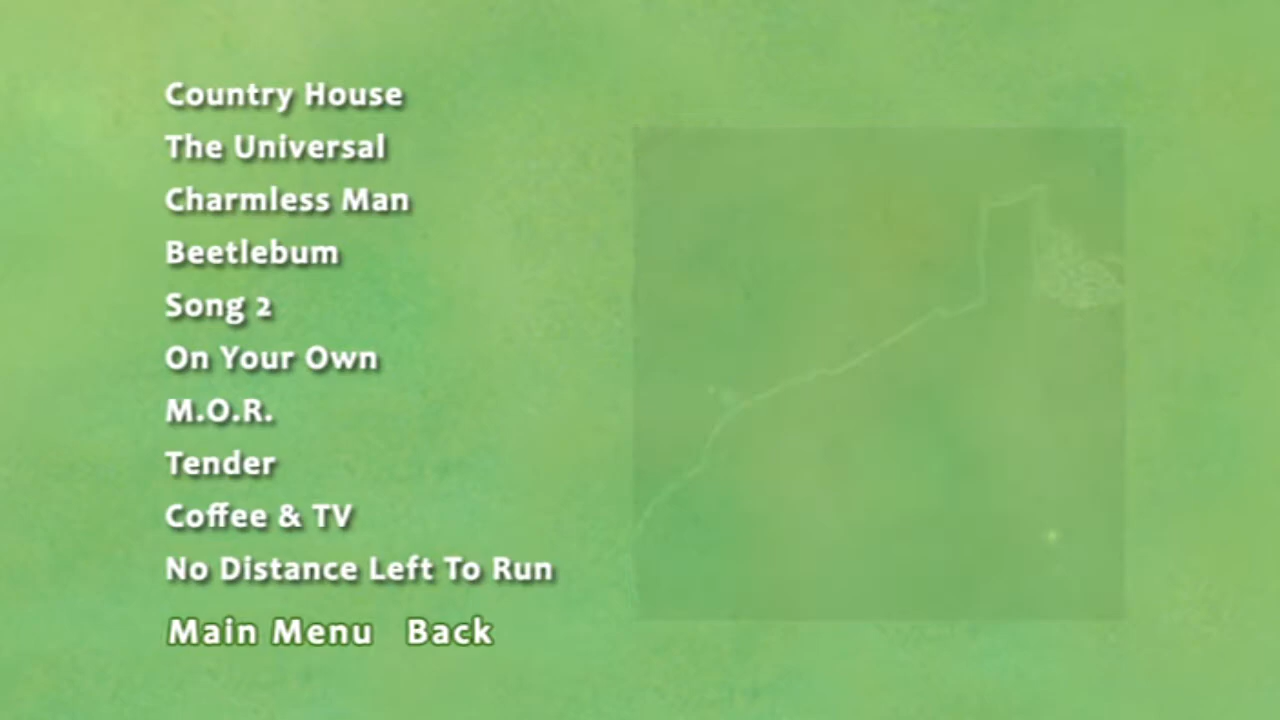 Country House
The Universal
Charmless Man
Beetlebum
Song 2
On Your Own
M.O.R.
Tender
Coffee & TV
No Distance Left To Run
Main Menu Back